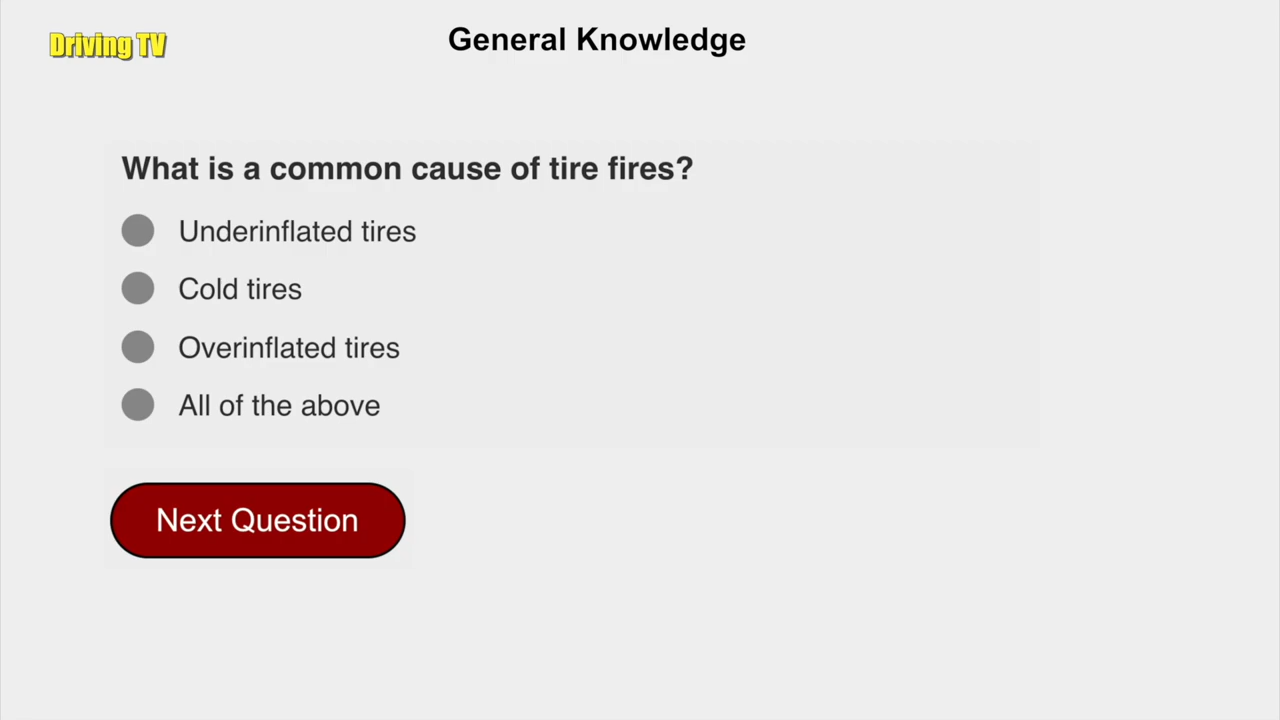 Driving TV
General Knowledge
What is a common cause of tire fires?
Underinflated tires
Cold tires
Overinflated tires
All of the above
Next Question